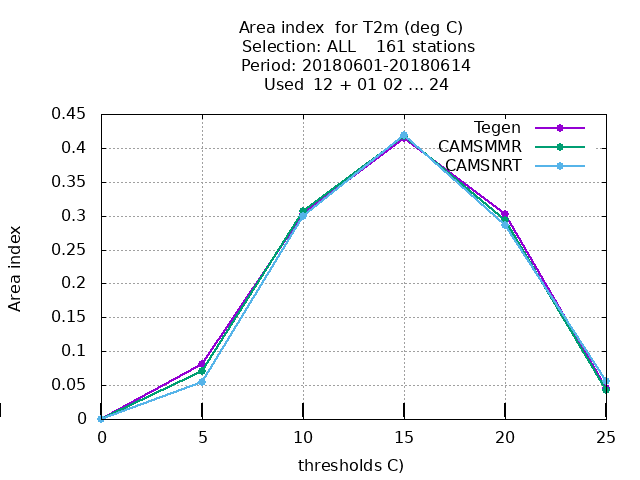 Area index  for T2m (deg C)
Selection: ALL    161 stations
Period: 20180601-20180614
Used  12 + 01 02 ... 24
0.45
0.4
0.35
0.3
0.25
0.2
0.15
0.1
0.05
0
Area index
Tegen
CAMSMMR
CAMSNRT
0 5 10 15 20 25
thresholds C)